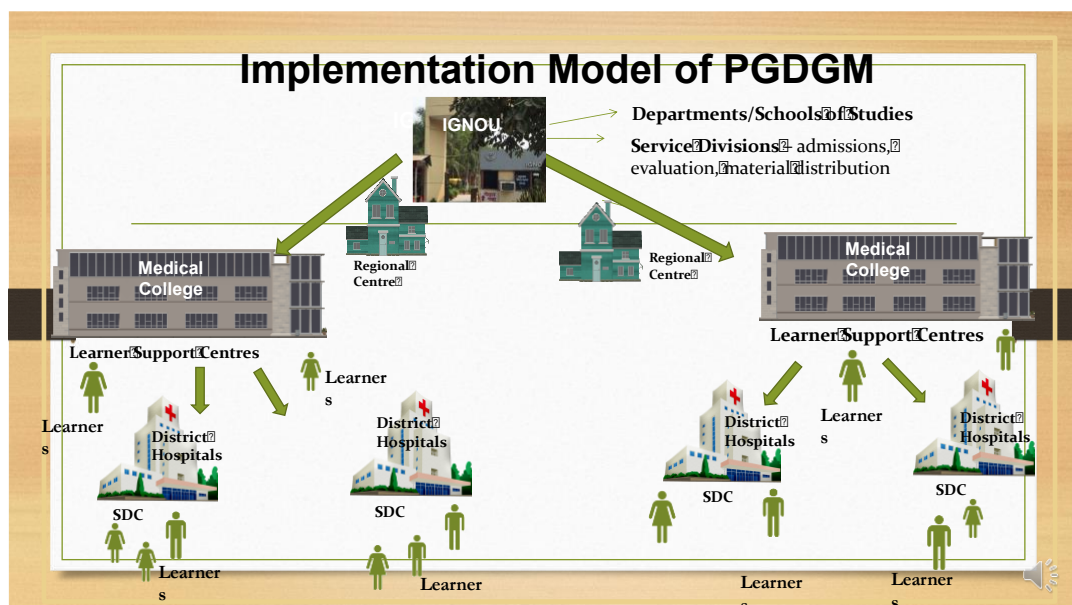 Implementation Model of PGDGM
IGNOU
Departments/Schools of Studies
Service Divisions – admissions,
evaluation, material distribution
Regional
Centre
Regional
Centre
Medical
College
Medical
College
Learner Support Centres
Learner Support Centres
Learner
s
Learner
s
Learner
s
District
Hospitals
District
Hospitals
District
Hospitals
District
Hospitals
SDC
SDC
SDC
SDC
Learner
s
Learner
Learner
s
Learner
s